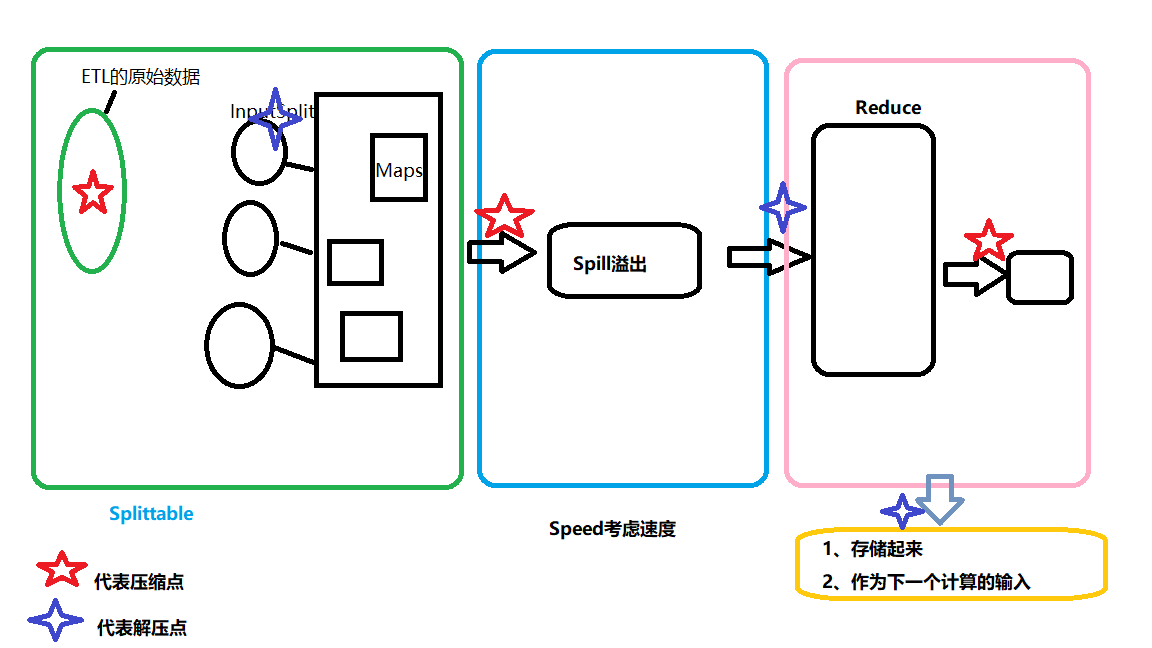 ETL的原始数据
InputSplit
Maps
Spill溢出
Reduce
Splittable
Speed考虑速度
1、存储起来
2、作为下一个计算的输入
代表压缩点
代表解压点